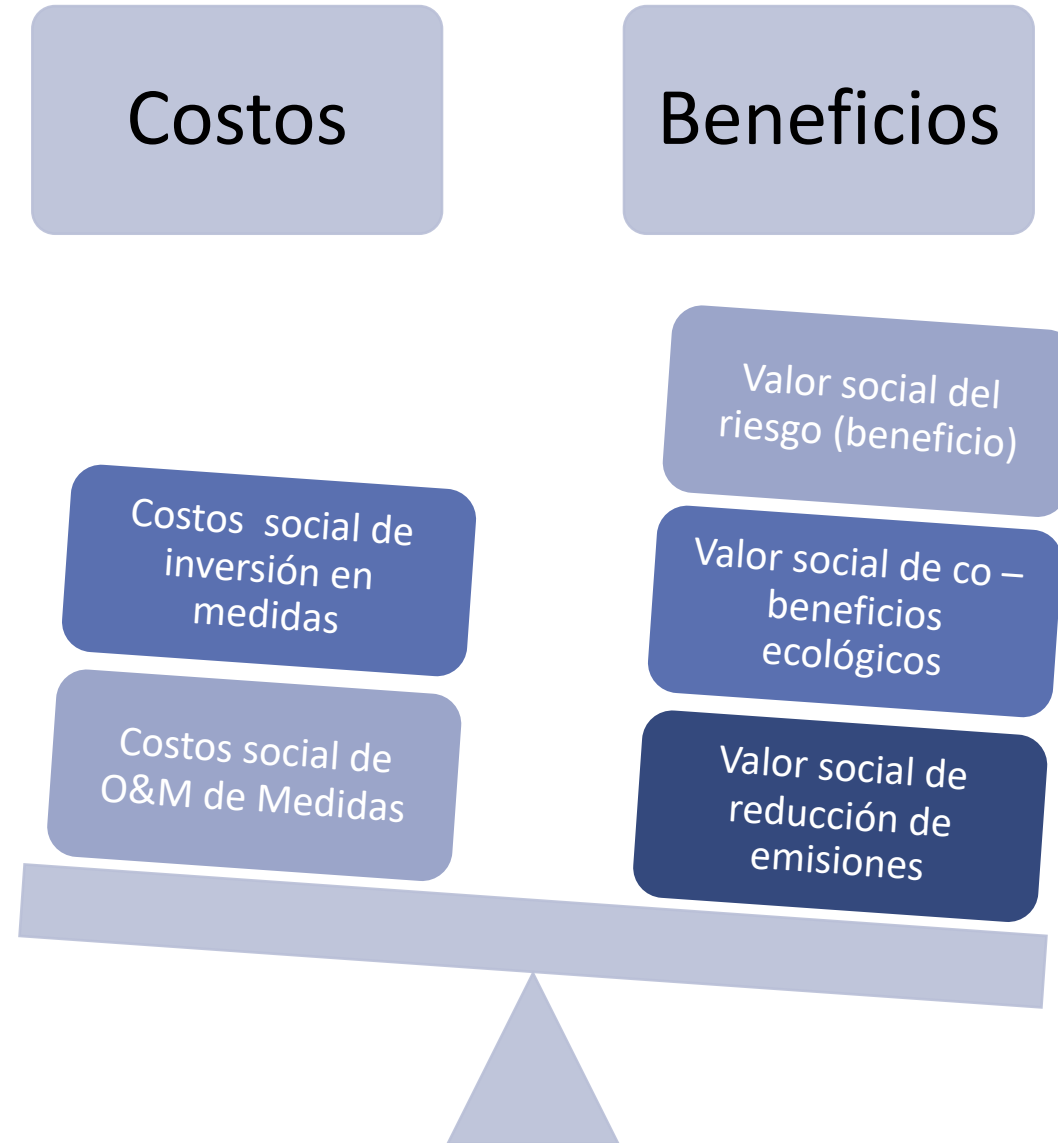 Costos
Beneficios
Costos social de
inversión en
medidas
Costos social de
O&M de Medidas
Valor social del
riesgo (beneficio)
Valor social de co –
beneficios
ecológicos
Valor social de
reducción de
emisiones